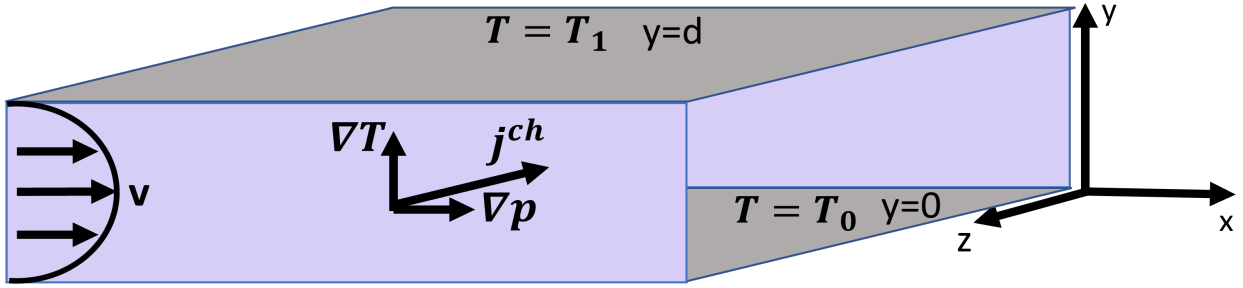 T = T₁ y=d
y
∇T
j^{ch}
v
∇p
T = T₀ y=0
x
z